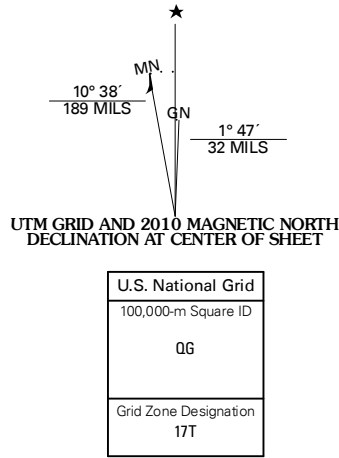 ★
MN
10° 38´
189 MILS
GN
1° 47´
32 MILS
UTM GRID AND 2010 MAGNETIC NORTH
DECLINATION AT CENTER OF SHEET
U.S. National Grid
100,000-m Square ID
QG
Grid Zone Designation
17T